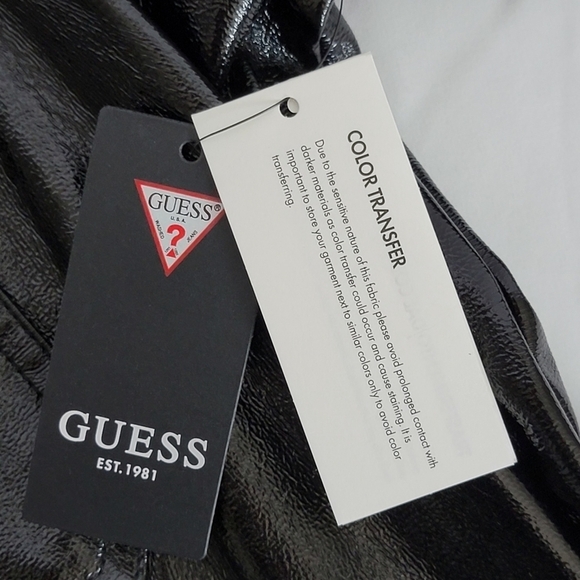 GUESS®
U.S.A.
WASHED ? JEANS
GUESS
EST.1981
COLOR TRANSFER
Due to the sensitive nature of this fabric please avoid prolonged contact with
darker materials as color transfer could occur and cause staining. It is
important to store your garment next to similar colors only to avoid color
transferring.